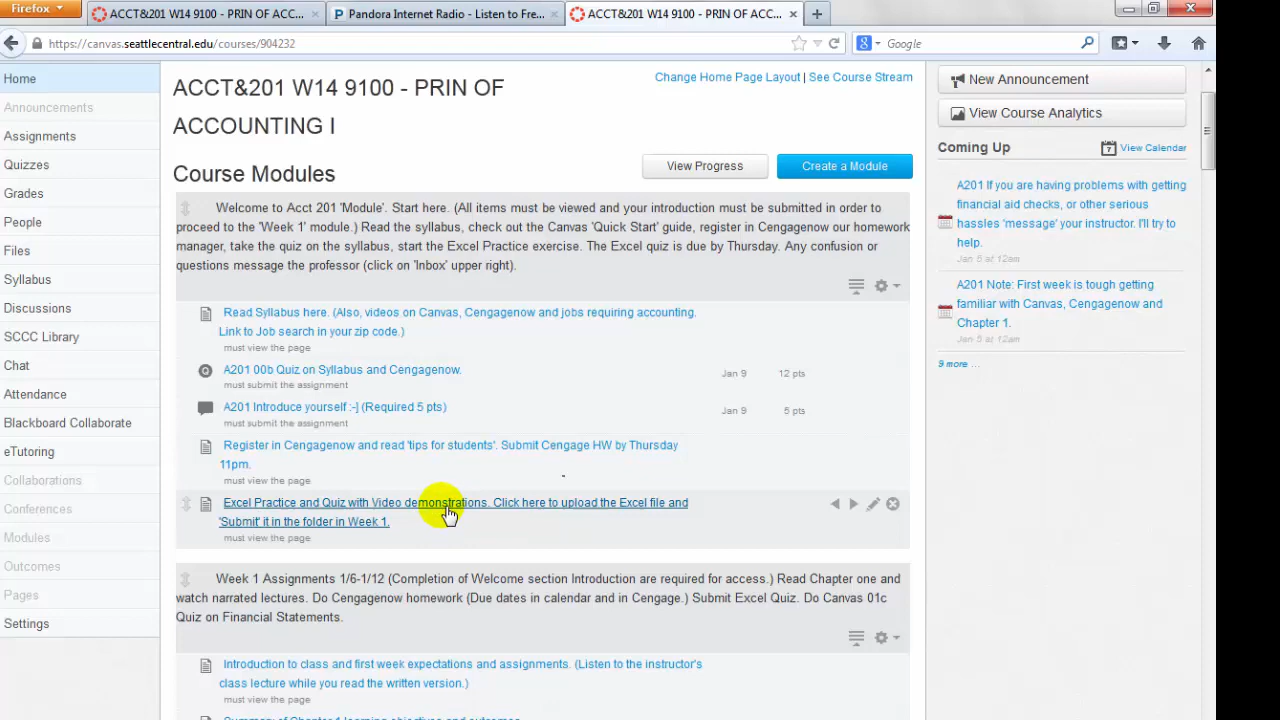 Firefox
ACCT&201 W14 9100 - PRIN OF ACC...
Pandora Internet Radio - Listen to Fre...
ACCT&201 W14 9100 - PRIN OF ACC...
https://canvas.seattlecentral.edu/courses/904232
Google
Home
Announcements
Assignments
Quizzes
Grades
People
Files
Syllabus
Discussions
SCCC Library
Chat
Attendance
Blackboard Collaborate
eTutoring
Collaborations
Conferences
Modules
Outcomes
Pages
Settings
Change Home Page Layout | See Course Stream
ACCT&201 W14 9100 - PRIN OF
ACCOUNTING I
View Progress
Create a Module
Course Modules
Welcome to Acct 201 'Module'. Start here. (All items must be viewed and your introduction must be submitted in order to
proceed to the 'Week 1' module.) Read the syllabus, check out the Canvas 'Quick Start' guide, register in Cengagenow our homework
manager, take the quiz on the syllabus, start the Excel Practice exercise. The Excel quiz is due by Thursday. Any confusion or
questions message the professor (click on 'Inbox' upper right).
Read Syllabus here. (Also, videos on Canvas, Cengagenow and jobs requiring accounting.
Link to Job search in your zip code.)
must view the page
A201 00b Quiz on Syllabus and Cengagenow.
Jan 9 12 pts
must submit the assignment
A201 Introduce yourself :-] (Required 5 pts)
Jan 9 5 pts
must submit the assignment
Register in Cengagenow and read 'tips for students'. Submit Cengage HW by Thursday
11pm.
must view the page
Excel Practice and Quiz with Video demonstrations. Click here to upload the Excel file and
'Submit' it in the folder in Week 1.
must view the page
Week 1 Assignments 1/6-1/12 (Completion of Welcome section Introduction are required for access.) Read Chapter one and
watch narrated lectures. Do Cengagenow homework (Due dates in calendar and in Cengage.) Submit Excel Quiz. Do Canvas 01c
Quiz on Financial Statements.
Introduction to class and first week expectations and assignments. (Listen to the instructor's
class lecture while you read the written version.)
must view the page
Summary of Chapter 1 learning objectives and outcomes
New Announcement
View Course Analytics
Coming Up
7 View Calendar
A201 If you are having problems with getting
financial aid checks, or other serious
hassles 'message' your instructor. I'll try to
help.
Jan 5 at 12am
A201 Note: First week is tough getting
familiar with Canvas, Cengagenow and
Chapter 1.
Jan 5 at 12am
9 more ...